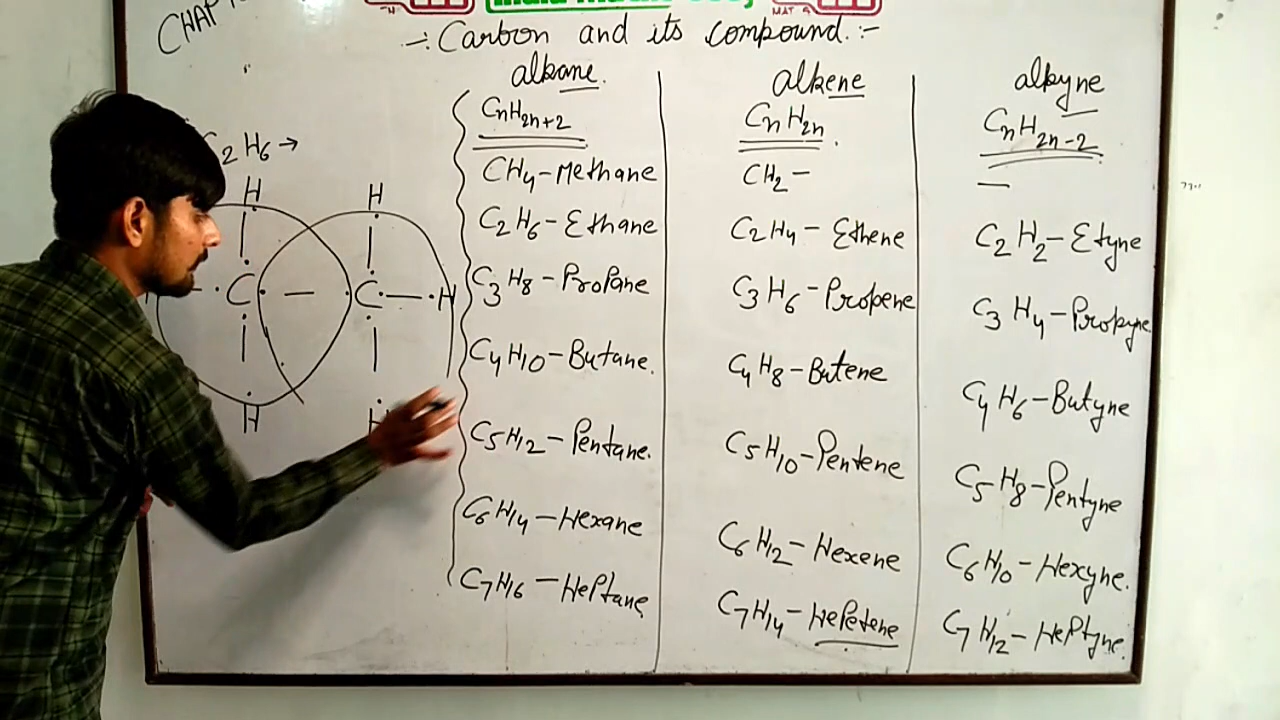 CHAP
-: Carbon and its compound. :-
C2H6 →
H H
C — C — H
H H
alkane.
CnH2n+2
CH4 - Methane
C2H6 - Ethane
C3H8 - Propane
C4H10 - Butane.
C5H12 - Pentane.
C6H14 - Hexane
C7H16 - Heptane
alkene
CnH2n
CH2 -
C2H4 - Ethene
C3H6 - Propene
C4H8 - Butene
C5H10 - Pentene
C6H12 - Hexene
C7H14 - Hepetene
alkyne
CnH2n-2
—
C2H2 - Etyne
C3H4 - Propyne
C4H6 - Butyne
C5H8 - Pentyne
C6H10 - Hexyne.
C7H12 - Heptyne